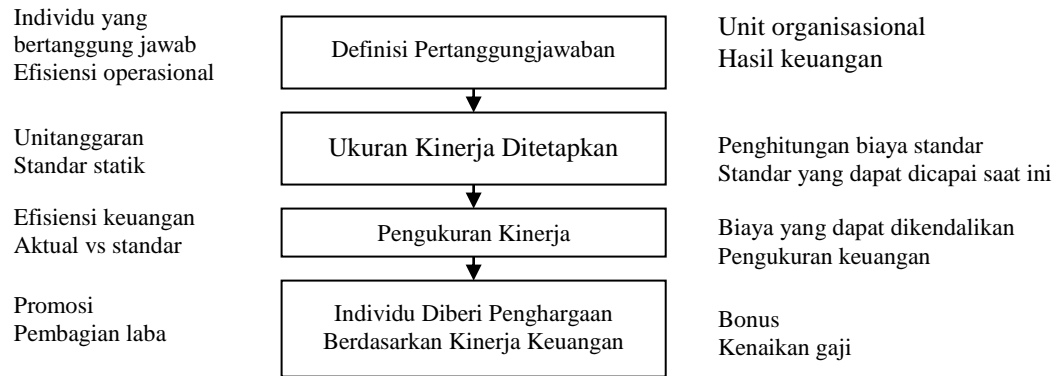 Individu yang
bertanggung jawab
Efisiensi operasional
Definisi Pertanggungjawaban
Unit organisasional
Hasil keuangan
Unitanggaran
Standar statik
Ukuran Kinerja Ditetapkan
Penghitungan biaya standar
Standar yang dapat dicapai saat ini
Efisiensi keuangan
Aktual vs standar
Pengukuran Kinerja
Biaya yang dapat dikendalikan
Pengukuran keuangan
Promosi
Pembagian laba
Individu Diberi Penghargaan
Berdasarkan Kinerja Keuangan
Bonus
Kenaikan gaji